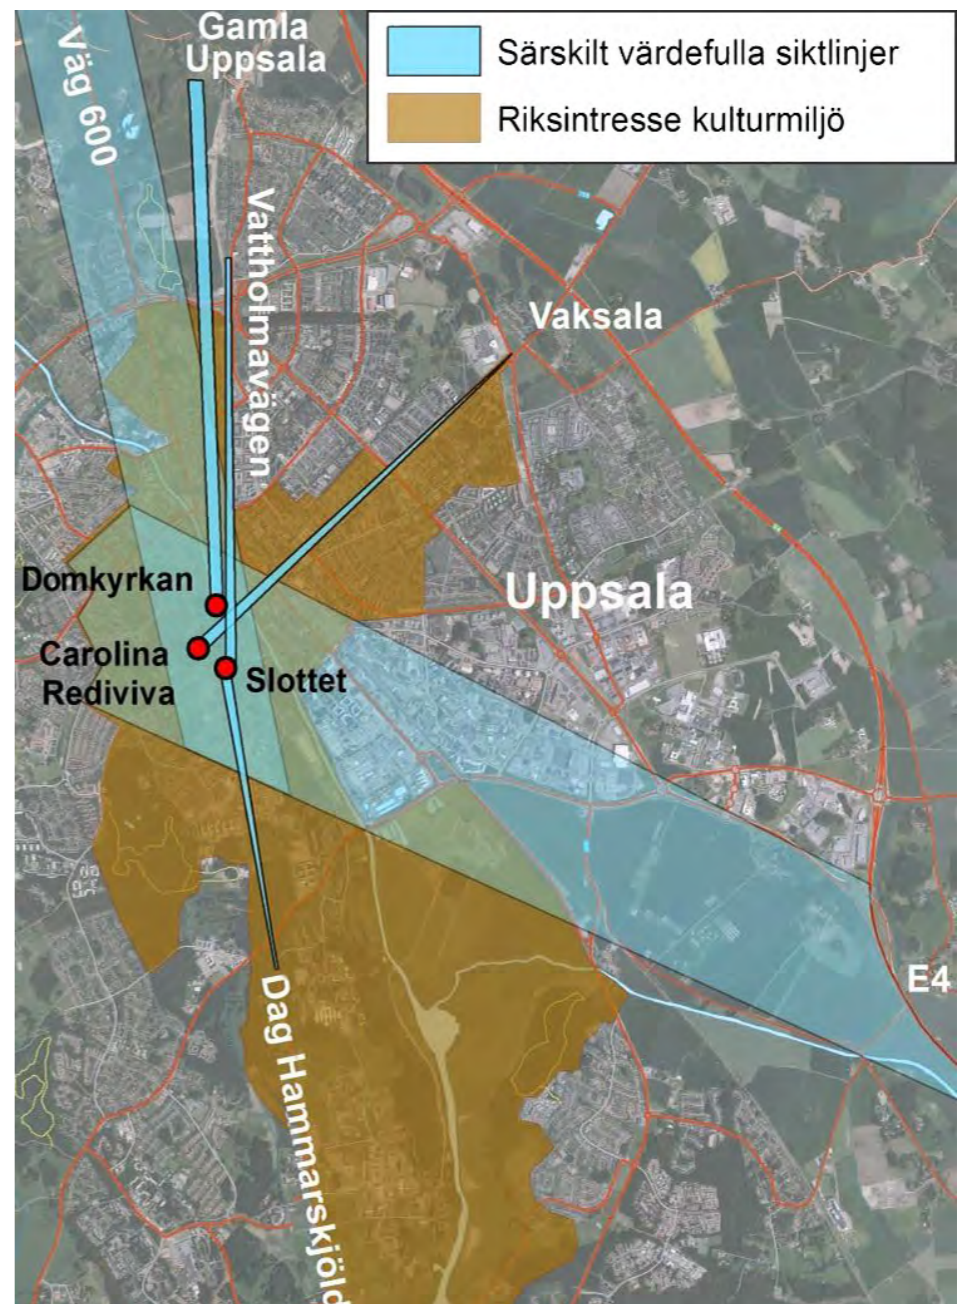 Gamla
Uppsala
Väg 600
Särskilt värdefulla siktlinjer
Riksintresse kulturmiljö
Vattholmavägen
Vaksala
Domkyrkan
Uppsala
Carolina
Rediviva
Slottet
E4
Dag Hammarskjöld